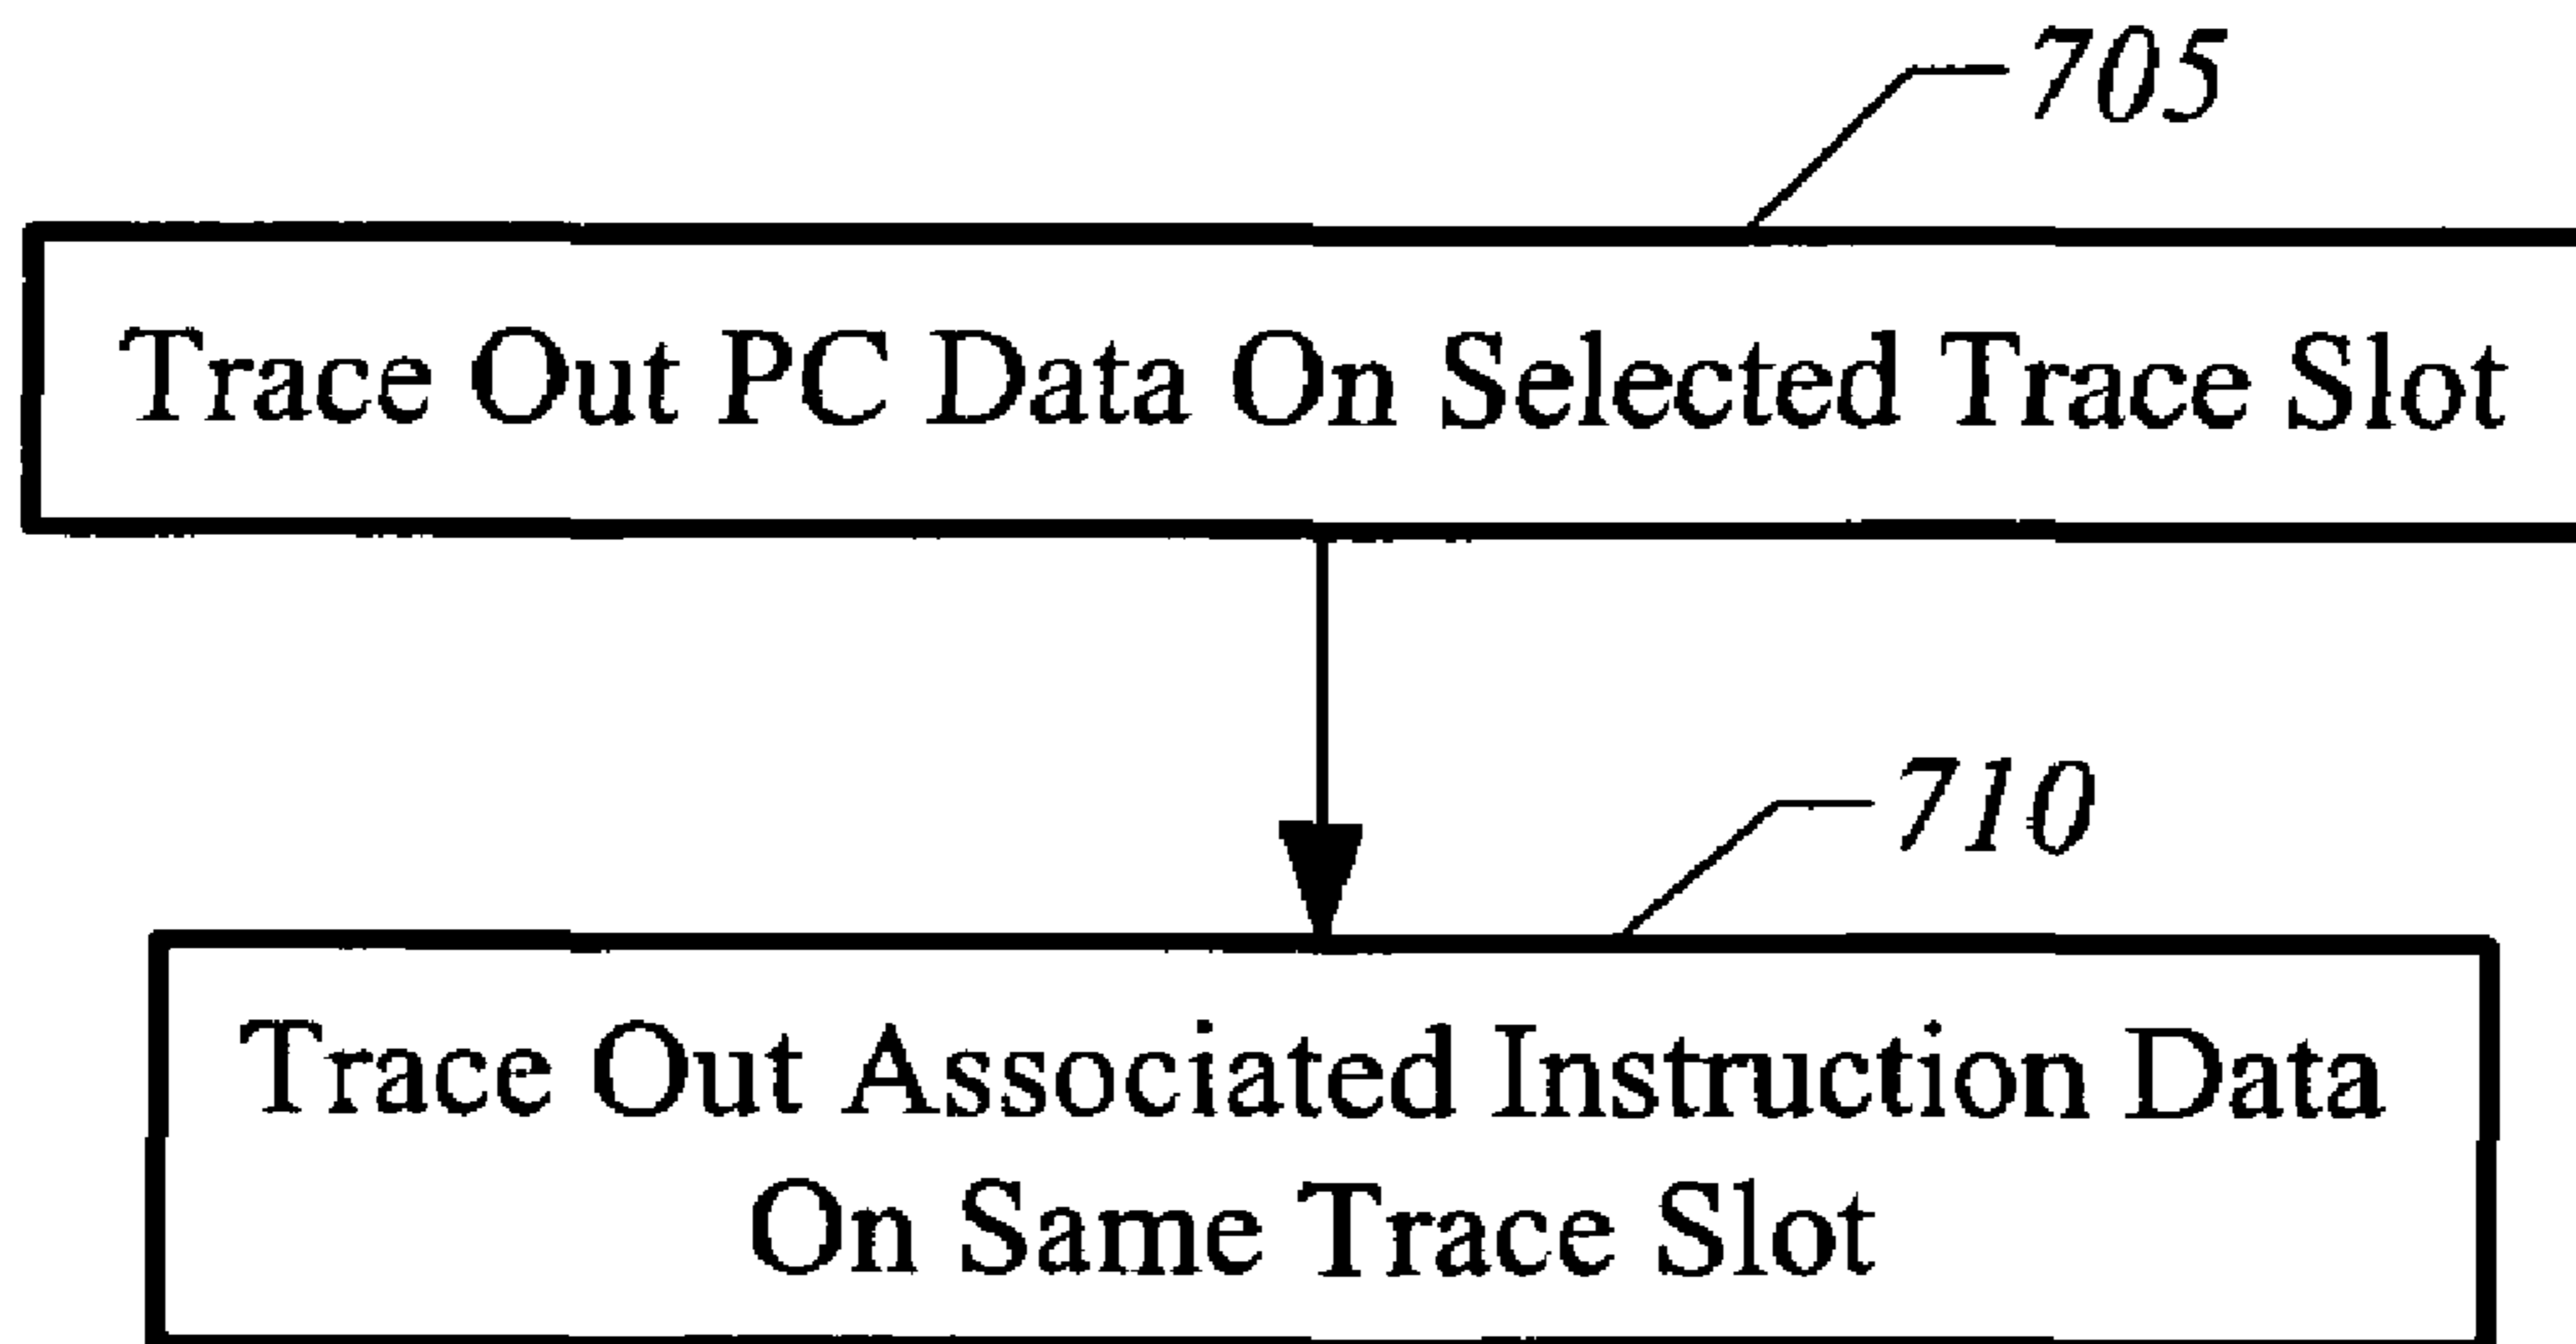 705
Trace Out PC Data On Selected Trace Slot
710
Trace Out Associated Instruction Data
On Same Trace Slot